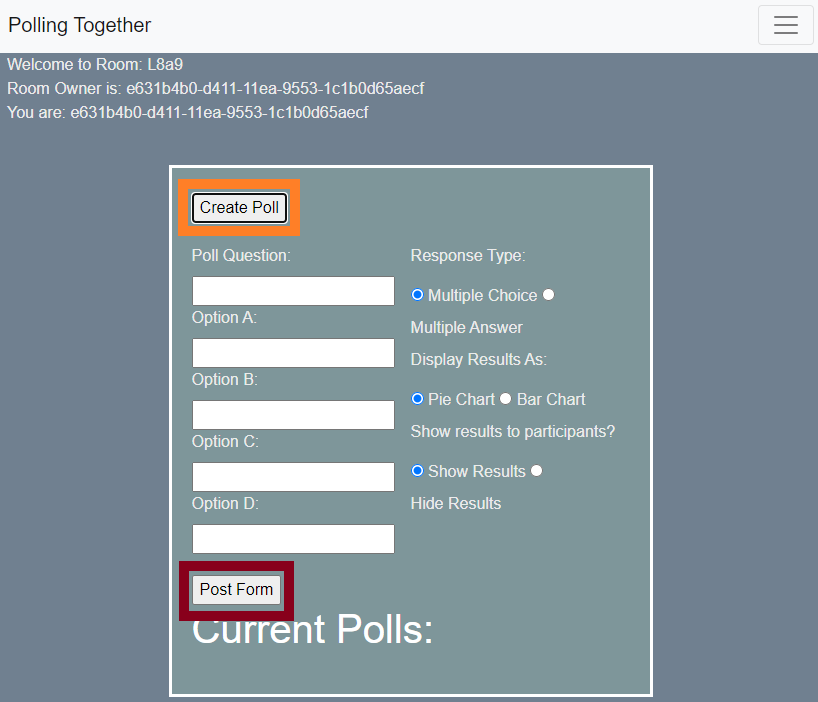 Polling Together
Welcome to Room: L8a9
Room Owner is: e631b4b0-d411-11ea-9553-1c1b0d65aecf
You are: e631b4b0-d411-11ea-9553-1c1b0d65aecf
Create Poll
Poll Question:
Option A:
Option B:
Option C:
Option D:
Response Type:
Multiple Choice
Multiple Answer
Display Results As:
Pie Chart Bar Chart
Show results to participants?
Show Results
Hide Results
Post Form
Current Polls: